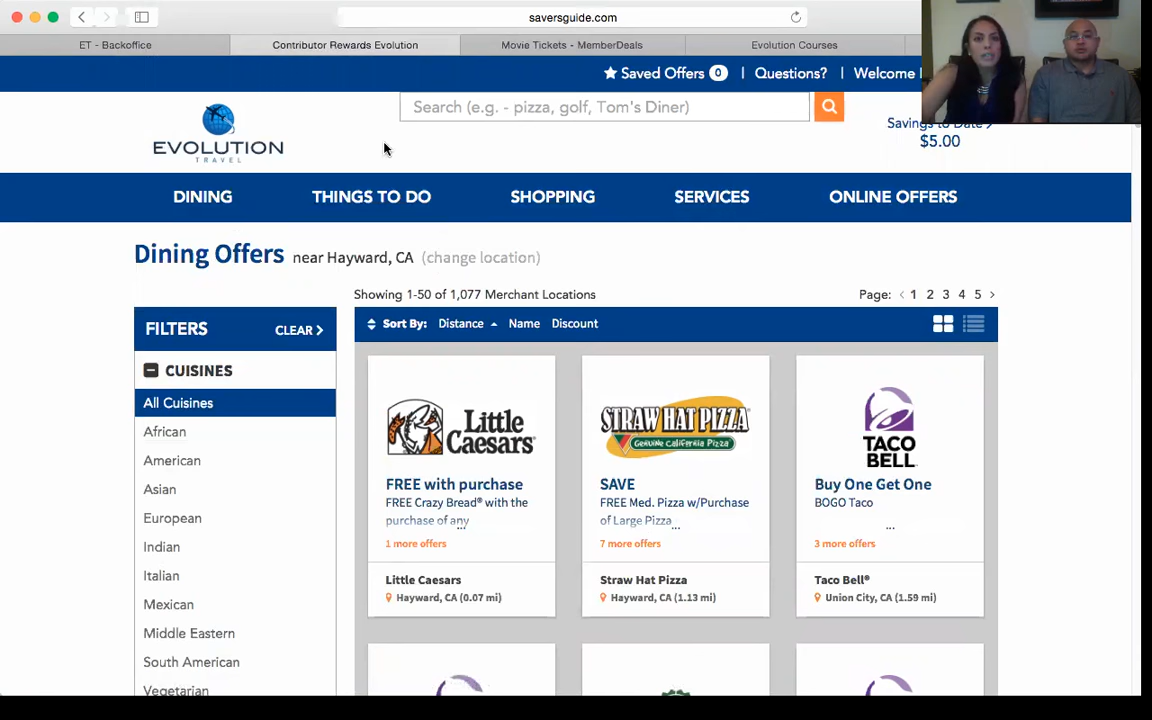 saversguide.com
ET - Backoffice
Contributor Rewards Evolution
Movie Tickets - MemberDeals
Evolution Courses
★ Saved Offers 0 | Questions? | Welcome
Search (e.g. - pizza, golf, Tom's Diner)
Savings to Date >
$5.00
EVOLUTION
TRAVEL
DINING THINGS TO DO SHOPPING SERVICES ONLINE OFFERS
Dining Offers near Hayward, CA (change location)
Showing 1-50 of 1,077 Merchant Locations
Page: < 1 2 3 4 5 >
FILTERS CLEAR >
Sort By: Distance Name Discount
CUISINES
All Cuisines
African
American
Asian
European
Indian
Italian
Mexican
Middle Eastern
South American
Vegetarian
Little Caesars
FREE with purchase
FREE Crazy Bread® with the
purchase of any
...
1 more offers
Little Caesars
Hayward, CA (0.07 mi)
STRAW HAT PIZZA
GENUINE CALIFORNIA PIZZA
SAVE
FREE Med. Pizza w/Purchase
of Large Pizza
...
7 more offers
Straw Hat Pizza
Hayward, CA (1.13 mi)
TACO
BELL
Buy One Get One
BOGO Taco
...
3 more offers
Taco Bell®
Union City, CA (1.59 mi)